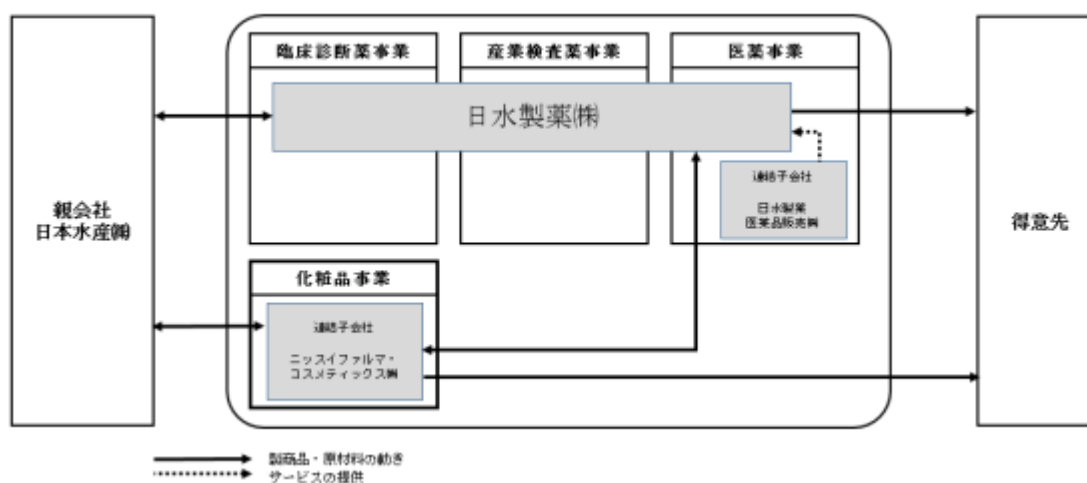 臨床診断薬事業
産業検査薬事業
医薬事業
日水製薬㈱
連結子会社
日水製薬
医薬品販売㈱
親会社
日本水産㈱
得意先
化粧品事業
連結子会社
ニッスイファルマ・
コスメティックス㈱
製商品・原材料の動き
サービスの提供